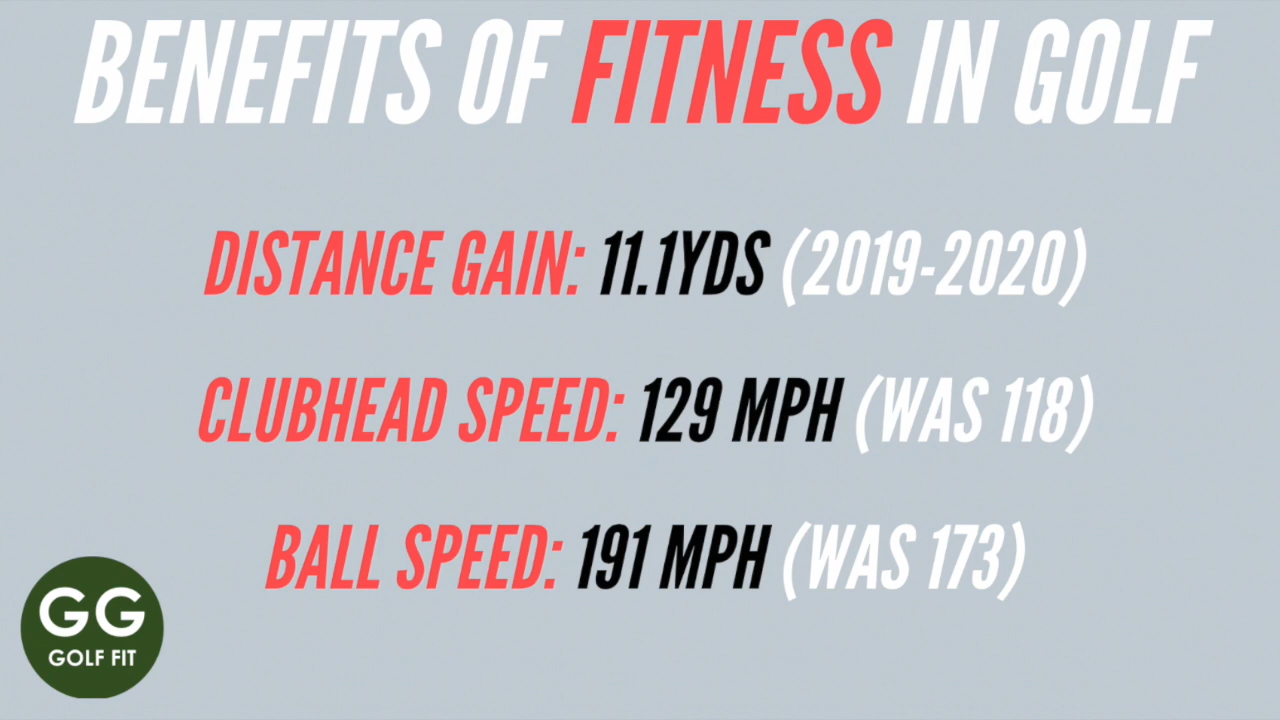 BENEFITS OF FITNESS IN GOLF
DISTANCE GAIN: 11.1YDS (2019-2020)
CLUBHEAD SPEED: 129 MPH (WAS 118)
BALL SPEED: 191 MPH (WAS 173)
GG
GOLF FIT